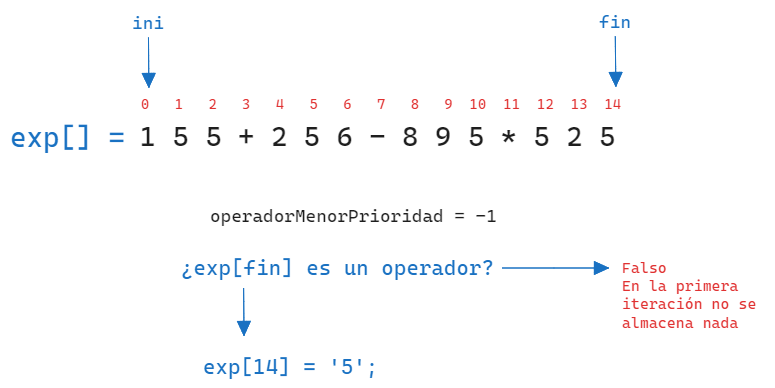 ini fin
0 1 2 3 4 5 6 7 8 9 10 11 12 13 14
exp[] = 1 5 5 + 2 5 6 - 8 9 5 * 5 2 5
operadorMenorPrioridad = -1
¿exp[fin] es un operador?
Falso
En la primera
iteración no se
almacena nada
exp[14] = '5';